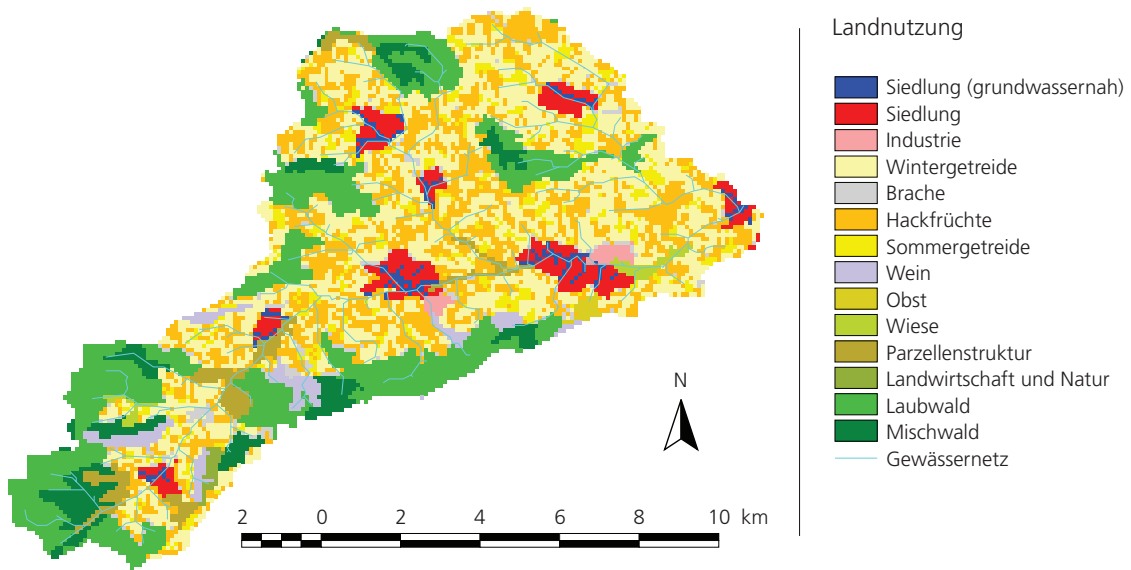 Landnutzung
Siedlung (grundwassernah)
Siedlung
Industrie
Wintergetreide
Brache
Hackfrüchte
Sommergetreide
Wein
Obst
Wiese
Parzellenstruktur
Landwirtschaft und Natur
Laubwald
Mischwald
Gewässernetz
N
2 0 2 4 6 8 10 km